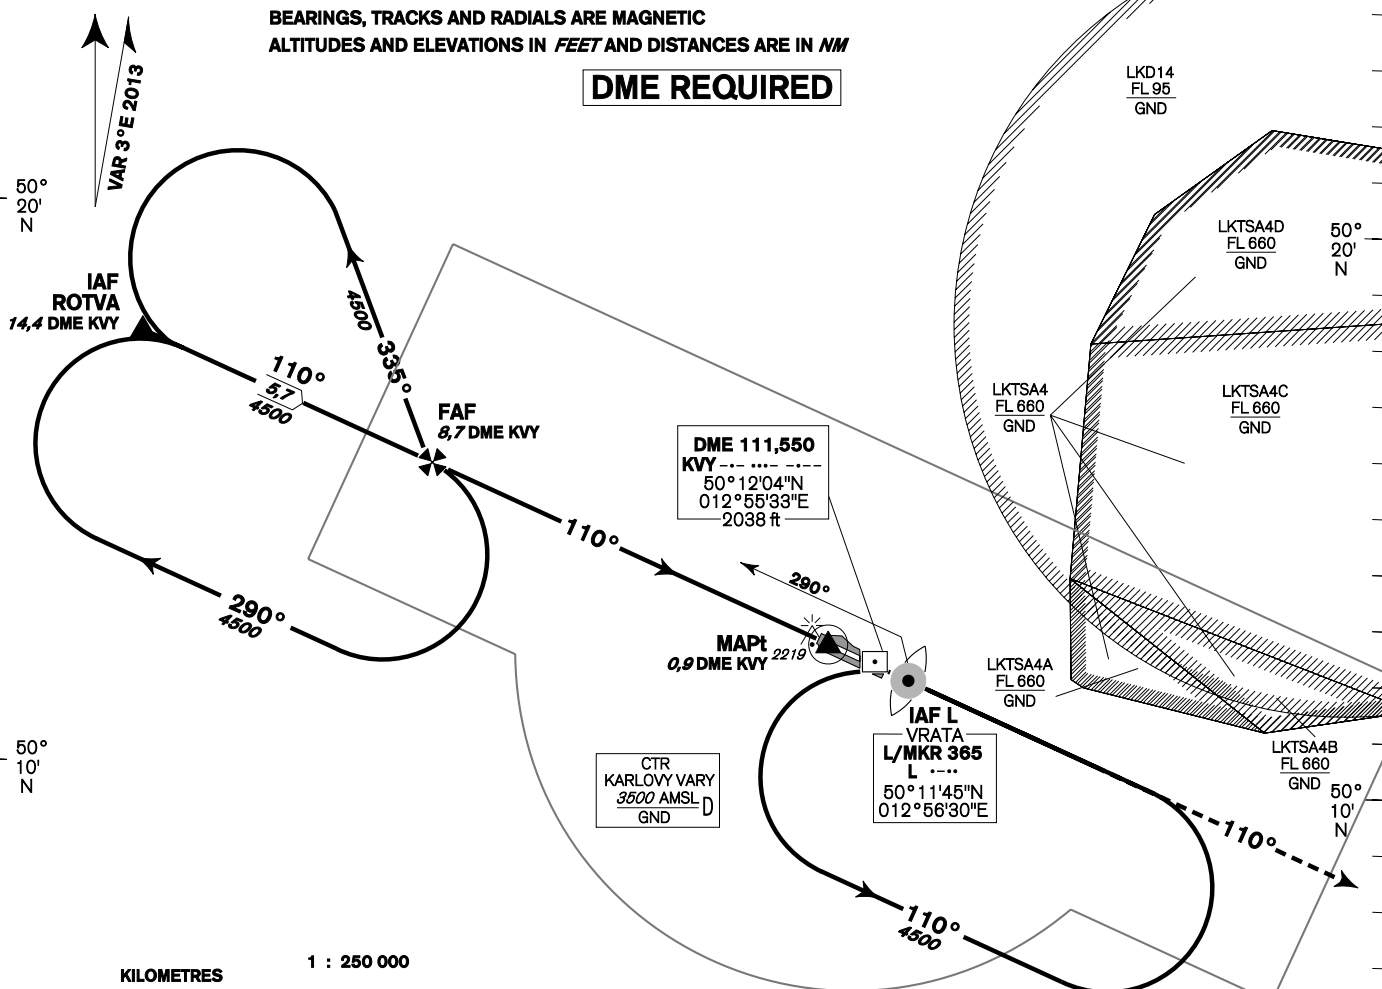 BEARINGS, TRACKS AND RADIALS ARE MAGNETIC
ALTITUDES AND ELEVATIONS IN FEET AND DISTANCES ARE IN NM
DME REQUIRED
VAR 3°E 2013
50°
20'
N
IAF
ROTVA
14,4 DME KVY
4500
335°
110°
5,7
4500
FAF
8,7 DME KVY
290°
4500
110°
DME 111,550
KVY -·- ···- -·--
50°12'04"N
012°55'33"E
2038 ft
290°
MAPt
0,9 DME KVY
2219
IAF L
VRATA
L/MKR 365
L ·-··
50°11'45"N
012°56'30"E
CTR
KARLOVY VARY
3500 AMSL
GND
D
110°
4500
110°
LKD14
FL 95
GND
LKTSA4D
FL 660
GND
50°
20'
N
LKTSA4
FL 660
GND
LKTSA4C
FL 660
GND
LKTSA4A
FL 660
GND
LKTSA4B
FL 660
GND
50°
10'
N
50°
10'
N
1 : 250 000
KILOMETRES